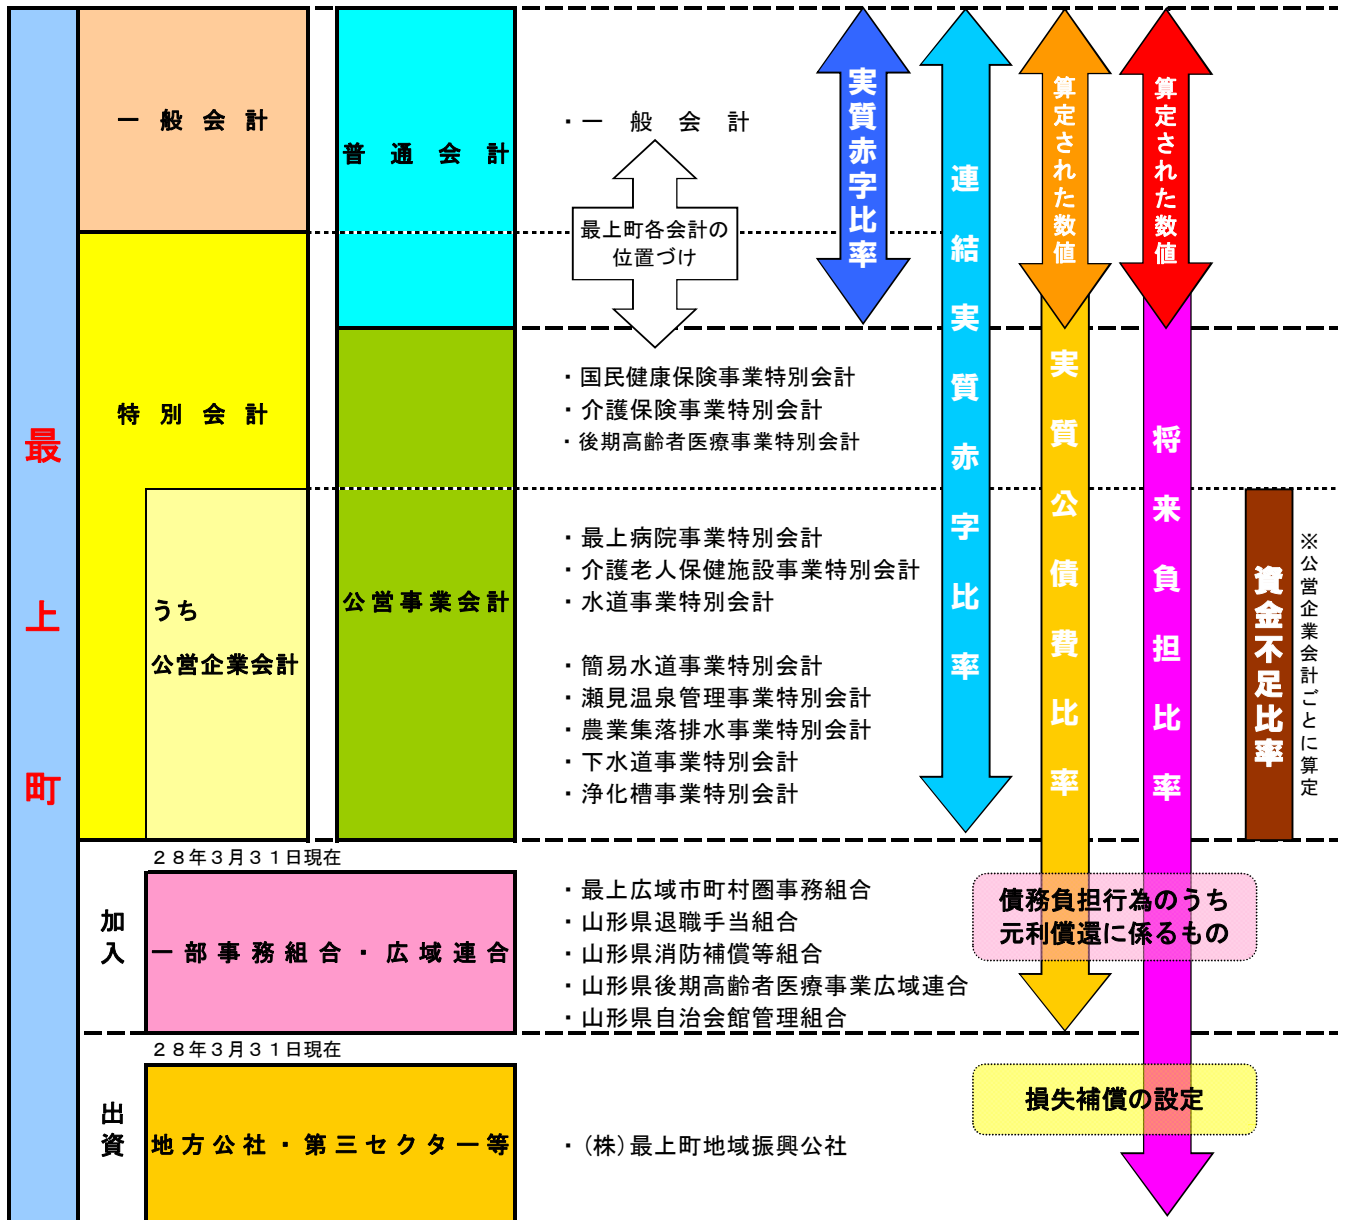 最上町
一般会計
普通会計
・一般会計
最上町各会計の
位置づけ
実質赤字比率
連結実質赤字比率
算定された数値
実質公債費比率
算定された数値
将来負担比率
特別会計
・国民健康保険事業特別会計
・介護保険事業特別会計
・後期高齢者医療事業特別会計
うち
公営企業会計
公営事業会計
・最上病院事業特別会計
・介護老人保健施設事業特別会計
・水道事業特別会計
・簡易水道事業特別会計
・瀬見温泉管理事業特別会計
・農業集落排水事業特別会計
・下水道事業特別会計
・浄化槽事業特別会計
資金不足比率
※公営企業会計ごとに算定
28年3月31日現在
加入
一部事務組合・広域連合
・最上広域市町村圏事務組合
・山形県退職手当組合
・山形県消防補償等組合
・山形県後期高齢者医療事業広域連合
・山形県自治会館管理組合
債務負担行為のうち
元利償還に係るもの
28年3月31日現在
出資
地方公社・第三セクター等
・(株)最上町地域振興公社
損失補償の設定